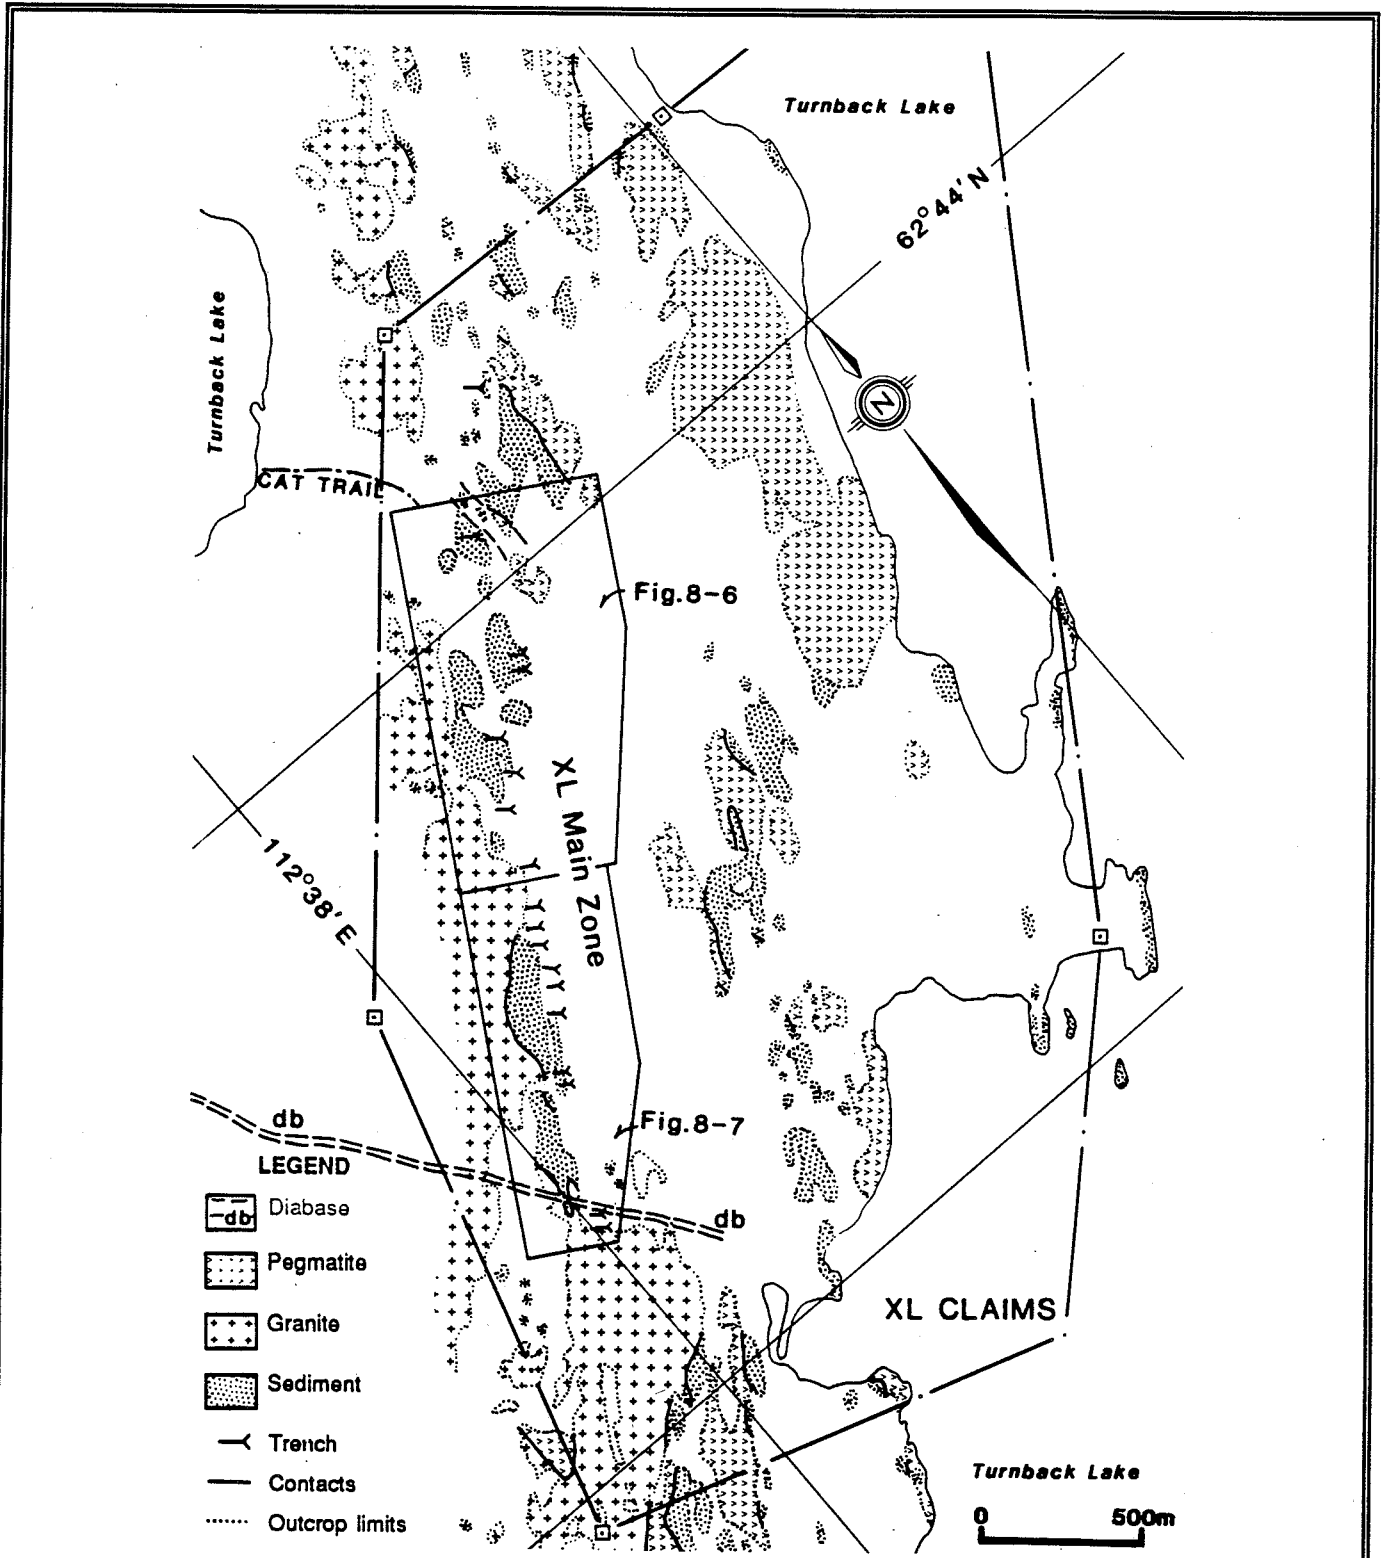 Turnback Lake
62°44'N
Turnback Lake
N
CAT TRAIL
Fig.8-6
XL Main Zone
112°38'E
Fig.8-7
db
LEGEND
db Diabase
db
Pegmatite
XL CLAIMS
Granite
Sediment
Trench
Turnback Lake
Contacts
0 500m
Outcrop limits